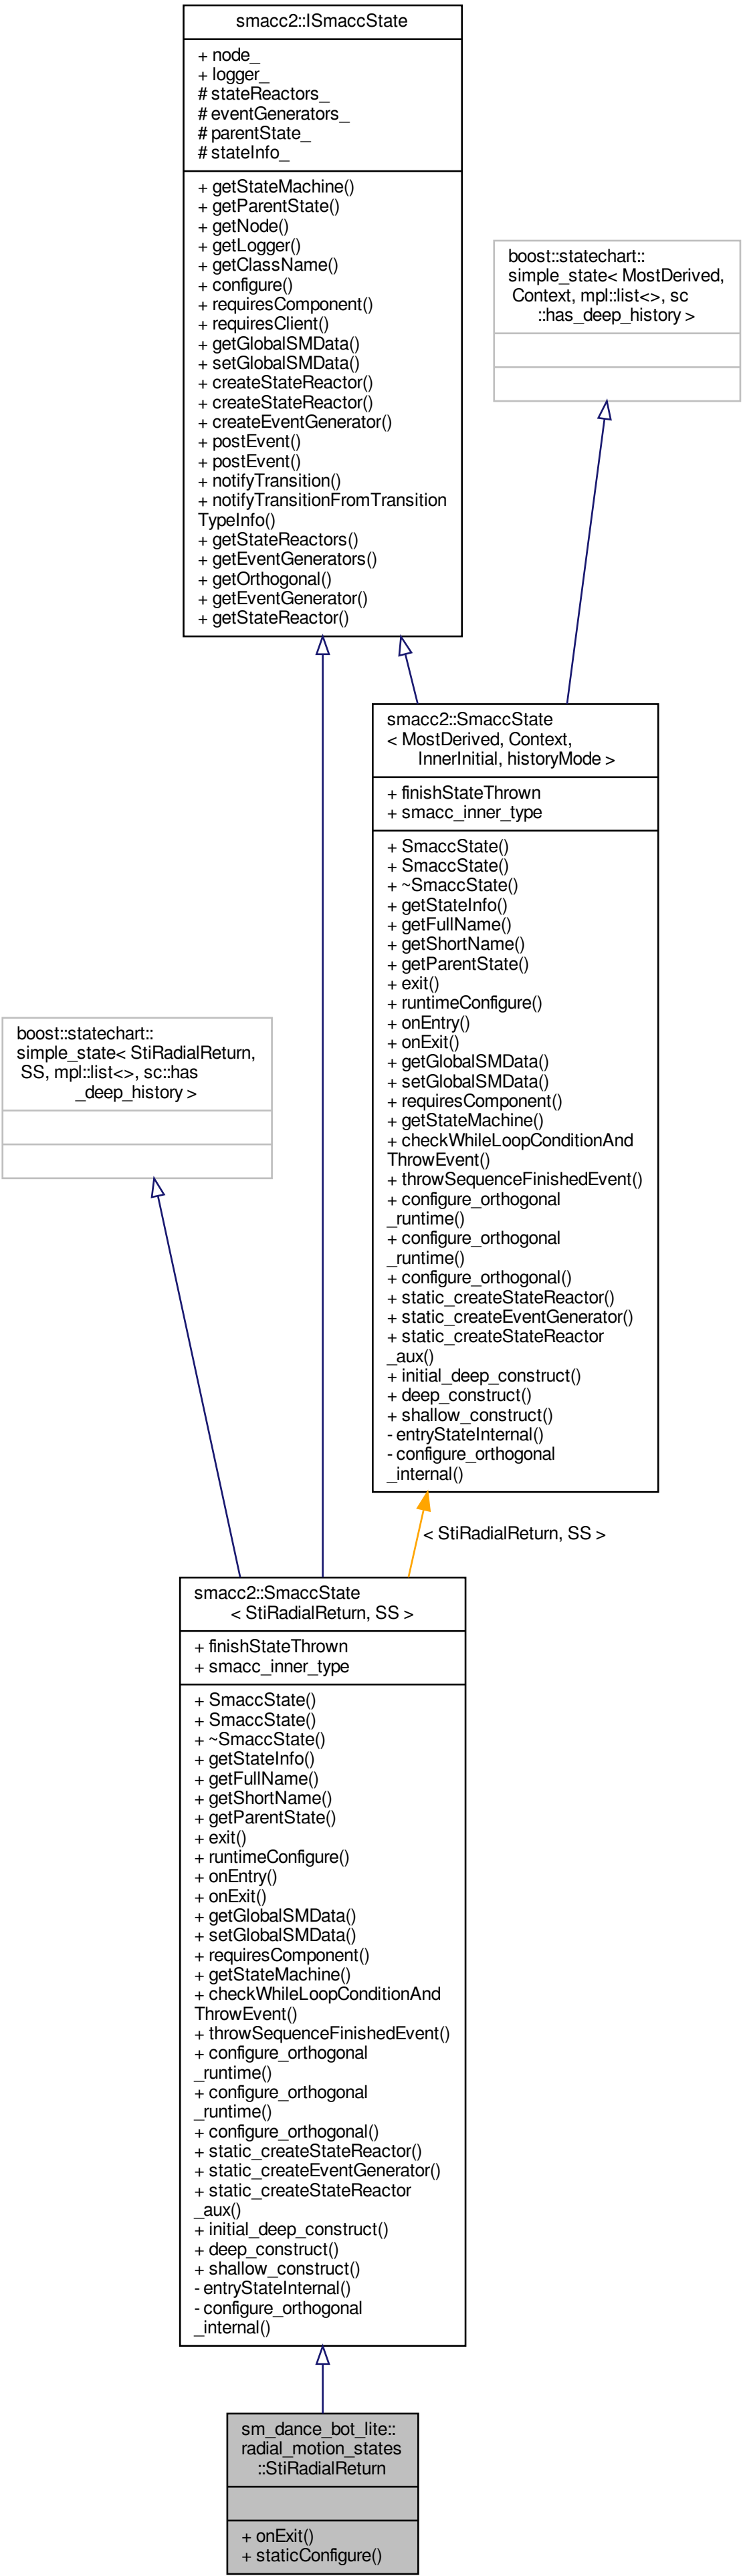 smacc2::ISmaccState
+ node_
+ logger_
# stateReactors_
# eventGenerators_
# parentState_
# stateInfo_
+ getStateMachine()
+ getParentState()
+ getNode()
+ getLogger()
+ getClassName()
+ configure()
+ requiresComponent()
+ requiresClient()
+ getGlobalSMData()
+ setGlobalSMData()
+ createStateReactor()
+ createStateReactor()
+ createEventGenerator()
+ postEvent()
+ postEvent()
+ notifyTransition()
+ notifyTransitionFromTransition
TypeInfo()
+ getStateReactors()
+ getEventGenerators()
+ getOrthogonal()
+ getEventGenerator()
+ getStateReactor()
boost::statechart::
simple_state< MostDerived,
Context, mpl::list<>, sc
::has_deep_history >
smacc2::SmaccState
< MostDerived, Context,
InnerInitial, historyMode >
+ finishStateThrown
+ smacc_inner_type
+ SmaccState()
+ SmaccState()
+ ~SmaccState()
+ getStateInfo()
+ getFullName()
+ getShortName()
+ getParentState()
+ exit()
+ runtimeConfigure()
+ onEntry()
+ onExit()
+ getGlobalSMData()
+ setGlobalSMData()
+ requiresComponent()
+ getStateMachine()
+ checkWhileLoopConditionAnd
ThrowEvent()
+ throwSequenceFinishedEvent()
+ configure_orthogonal
_runtime()
+ configure_orthogonal
_runtime()
+ configure_orthogonal()
+ static_createStateReactor()
+ static_createEventGenerator()
+ static_createStateReactor
_aux()
+ initial_deep_construct()
+ deep_construct()
+ shallow_construct()
- entryStateInternal()
- configure_orthogonal
_internal()
boost::statechart::
simple_state< StiRadialReturn,
SS, mpl::list<>, sc::has
_deep_history >
< StiRadialReturn, SS >
smacc2::SmaccState
< StiRadialReturn, SS >
+ finishStateThrown
+ smacc_inner_type
+ SmaccState()
+ SmaccState()
+ ~SmaccState()
+ getStateInfo()
+ getFullName()
+ getShortName()
+ getParentState()
+ exit()
+ runtimeConfigure()
+ onEntry()
+ onExit()
+ getGlobalSMData()
+ setGlobalSMData()
+ requiresComponent()
+ getStateMachine()
+ checkWhileLoopConditionAnd
ThrowEvent()
+ throwSequenceFinishedEvent()
+ configure_orthogonal
_runtime()
+ configure_orthogonal
_runtime()
+ configure_orthogonal()
+ static_createStateReactor()
+ static_createEventGenerator()
+ static_createStateReactor
_aux()
+ initial_deep_construct()
+ deep_construct()
+ shallow_construct()
- entryStateInternal()
- configure_orthogonal
_internal()
sm_dance_bot_lite::
radial_motion_states
::StiRadialReturn
+ onExit()
+ staticConfigure()